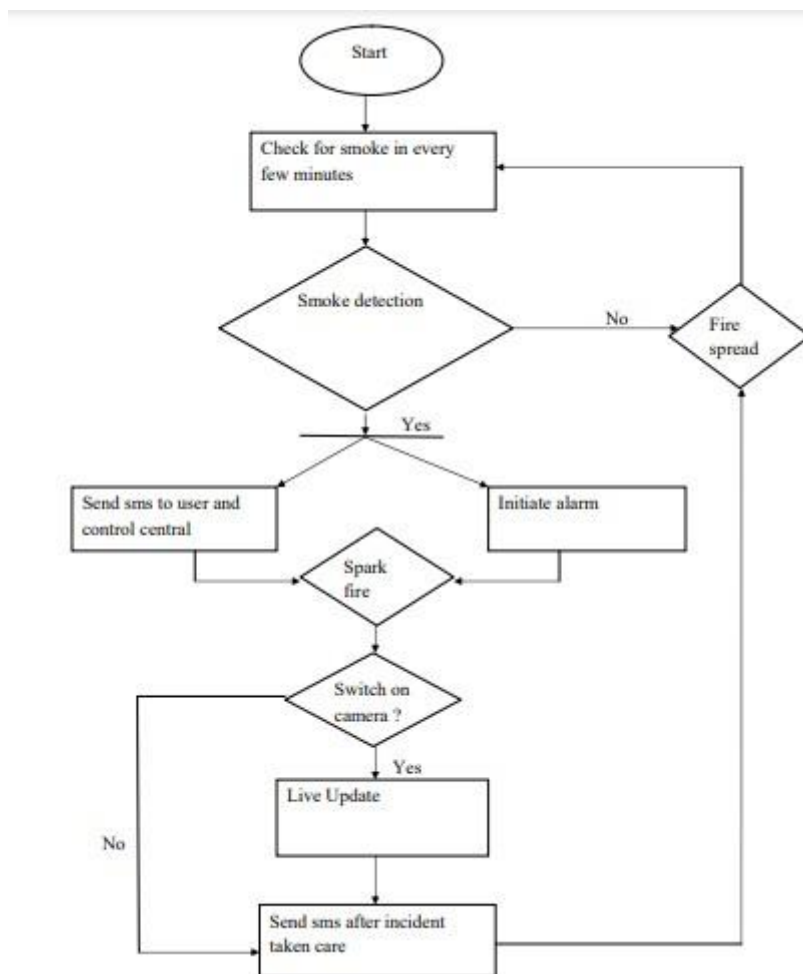 Start
Check for smoke in every
few minutes
Smoke detection
No
Fire
spread
Yes
Send sms to user and
control central
Initiate alarm
Spark
fire
Switch on
camera ?
Yes
Live Update
No
Send sms after incident
taken care